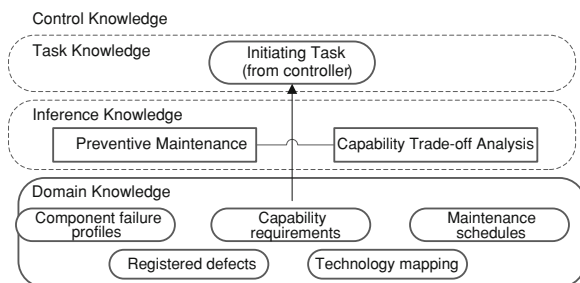 Control Knowledge
Task Knowledge
Initiating Task
(from controller)
Inference Knowledge
Preventive Maintenance
Capability Trade-off Analysis
Domain Knowledge
Component failure
profiles
Capability
requirements
Maintenance
schedules
Registered defects
Technology mapping